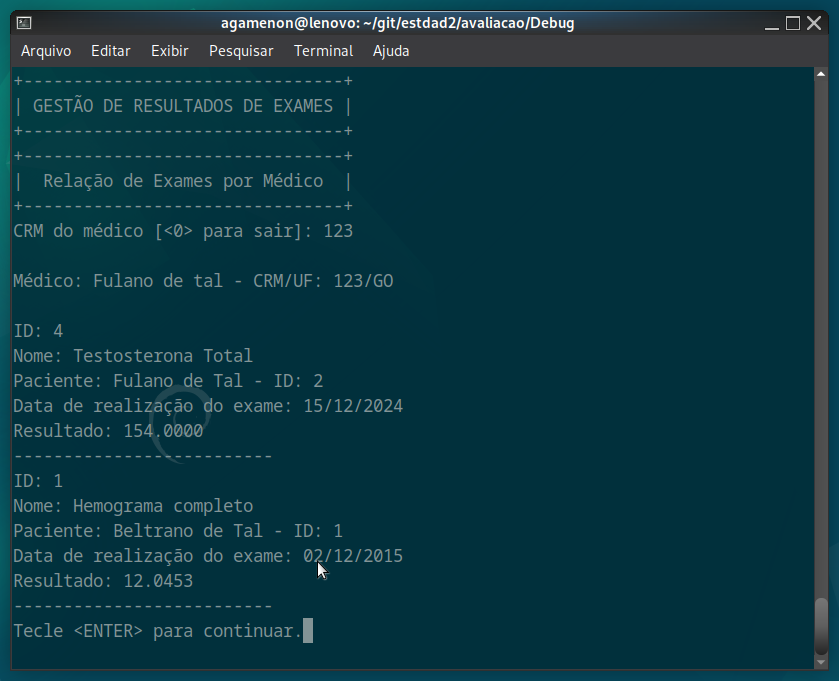 agamenon@lenovo: ~/git/estdad2/avaliacao/Debug
Arquivo Editar Exibir Pesquisar Terminal Ajuda
+--------------------------------+
| GESTÃO DE RESULTADOS DE EXAMES |
+--------------------------------+
+--------------------------------+
|  Relação de Exames por Médico  |
+--------------------------------+
CRM do médico [<0> para sair]: 123
Médico: Fulano de tal - CRM/UF: 123/GO
ID: 4
Nome: Testosterona Total
Paciente: Fulano de Tal - ID: 2
Data de realização do exame: 15/12/2024
Resultado: 154.0000
--------------------------
ID: 1
Nome: Hemograma completo
Paciente: Beltrano de Tal - ID: 1
Data de realização do exame: 02/12/2015
Resultado: 12.0453
--------------------------
Tecle <ENTER> para continuar.